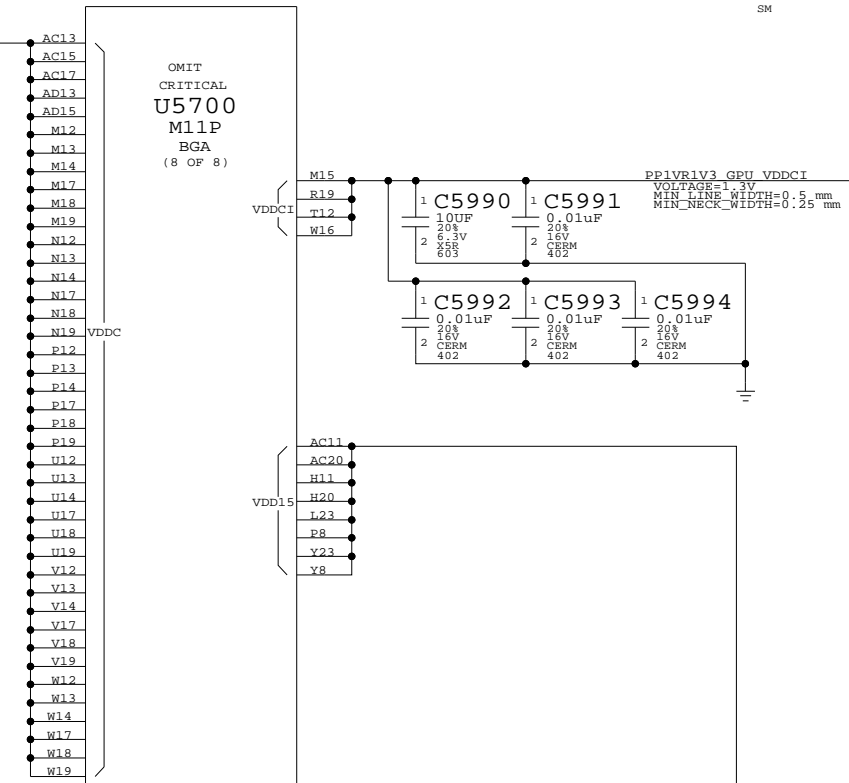 SM
AC13
AC15
AC17
AD13
AD15
M12
M13
M14
M17
M18
M19
N12
N13
N14
N17
N18
N19
VDDC
P12
P13
P14
P17
P18
P19
U12
U13
U14
U17
U18
U19
V12
V13
V14
V17
V18
V19
W12
W13
W14
W17
W18
W19
OMIT
CRITICAL
U5700
M11P
BGA
(8 OF 8)
VDDCI
M15
R19
T12
W16
PP1VR1V3_GPU_VDDCI
VOLTAGE=1.3V
MIN_LINE_WIDTH=0.5 mm
MIN_NECK_WIDTH=0.25 mm
1 C5990
10UF
20%
6.3V
2 X5R
603
1 C5991
0.01uF
20%
16V
2 CERM
402
1 C5992
0.01uF
20%
16V
2 CERM
402
1 C5993
0.01uF
20%
16V
2 CERM
402
1 C5994
0.01uF
20%
16V
2 CERM
402
VDD15
AC11
AC20
H11
H20
L23
P8
Y23
Y8